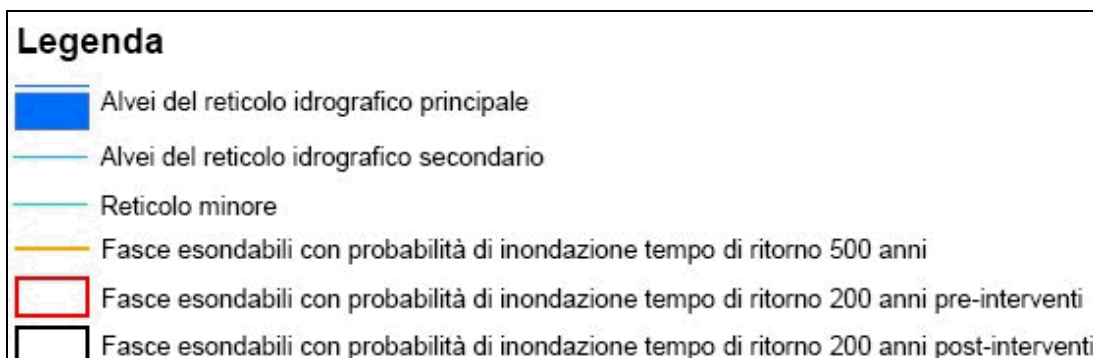 Legenda
Alvei del reticolo idrografico principale
Alvei del reticolo idrografico secondario
Reticolo minore
Fasce esondabili con probabilità di inondazione tempo di ritorno 500 anni
Fasce esondabili con probabilità di inondazione tempo di ritorno 200 anni pre-interventi
Fasce esondabili con probabilità di inondazione tempo di ritorno 200 anni post-interventi